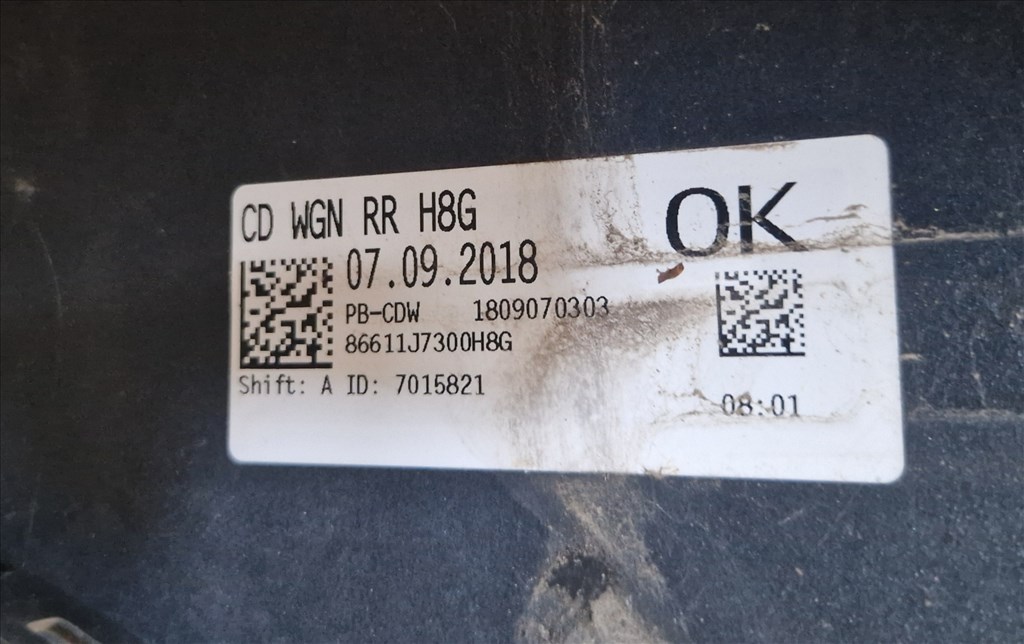 CD WGN RR H8G
OK
07.09.2018
PB-CDW 1809070303
86611J7300H8G
Shift: A ID: 7015821
08:01